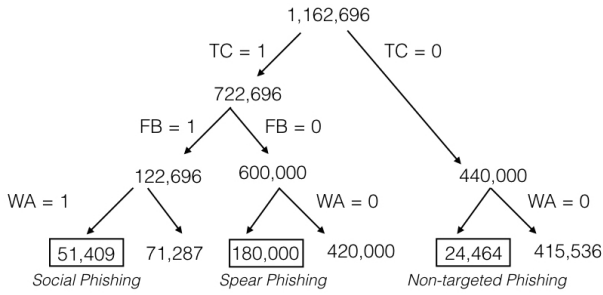 1,162,696
TC = 1 TC = 0
722,696
FB = 1 FB = 0
122,696 600,000 440,000
WA = 1 WA = 0 WA = 0
51,409 71,287 180,000 420,000 24,464 415,536
Social Phishing Spear Phishing Non-targeted Phishing